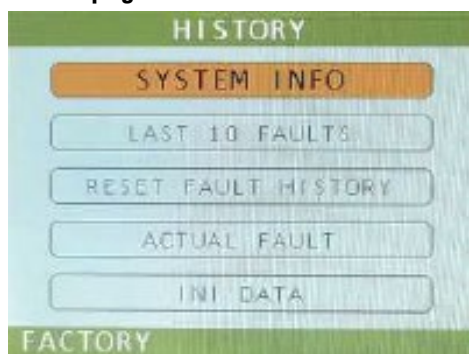 HISTORY
SYSTEM INFO
LAST 10 FAULTS
RESET FAULT HISTORY
ACTUAL FAULT
INI DATA
FACTORY